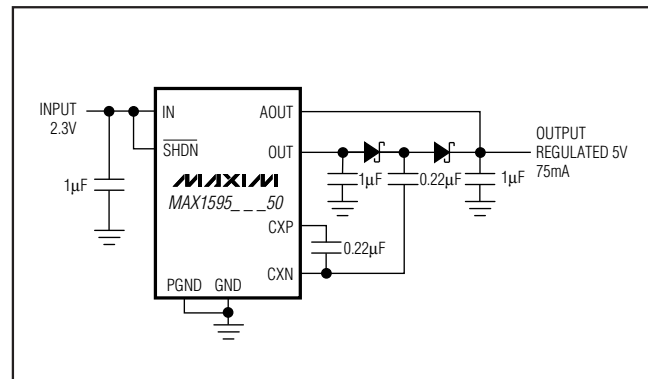 INPUT
2.3V
IN
SHDN
AOUT
OUT
MAXIM
MAX1595_ _ _50
CXP
CXN
PGND GND
1µF
1µF
0.22µF
1µF
0.22µF
OUTPUT
REGULATED 5V
75mA